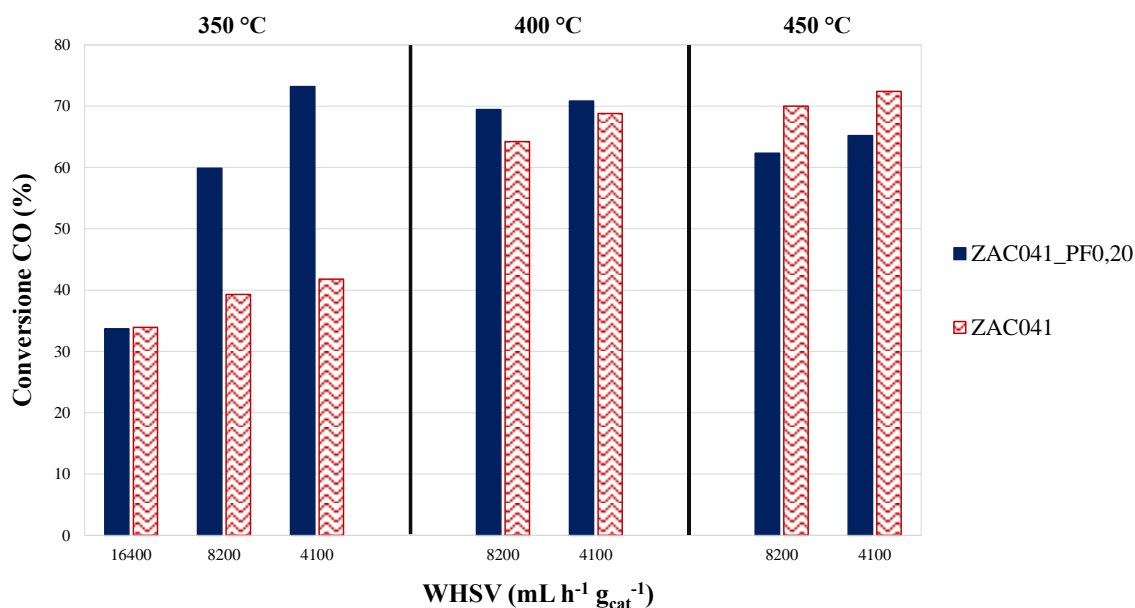 350 °C 400 °C 450 °C
80
70
60
50
40
30
20
10
0
Conversione CO (%)
16400 8200 4100 8200 4100 8200 4100
WHSV (mL h-1 gcat-1)
ZAC041_PF0,20
ZAC041